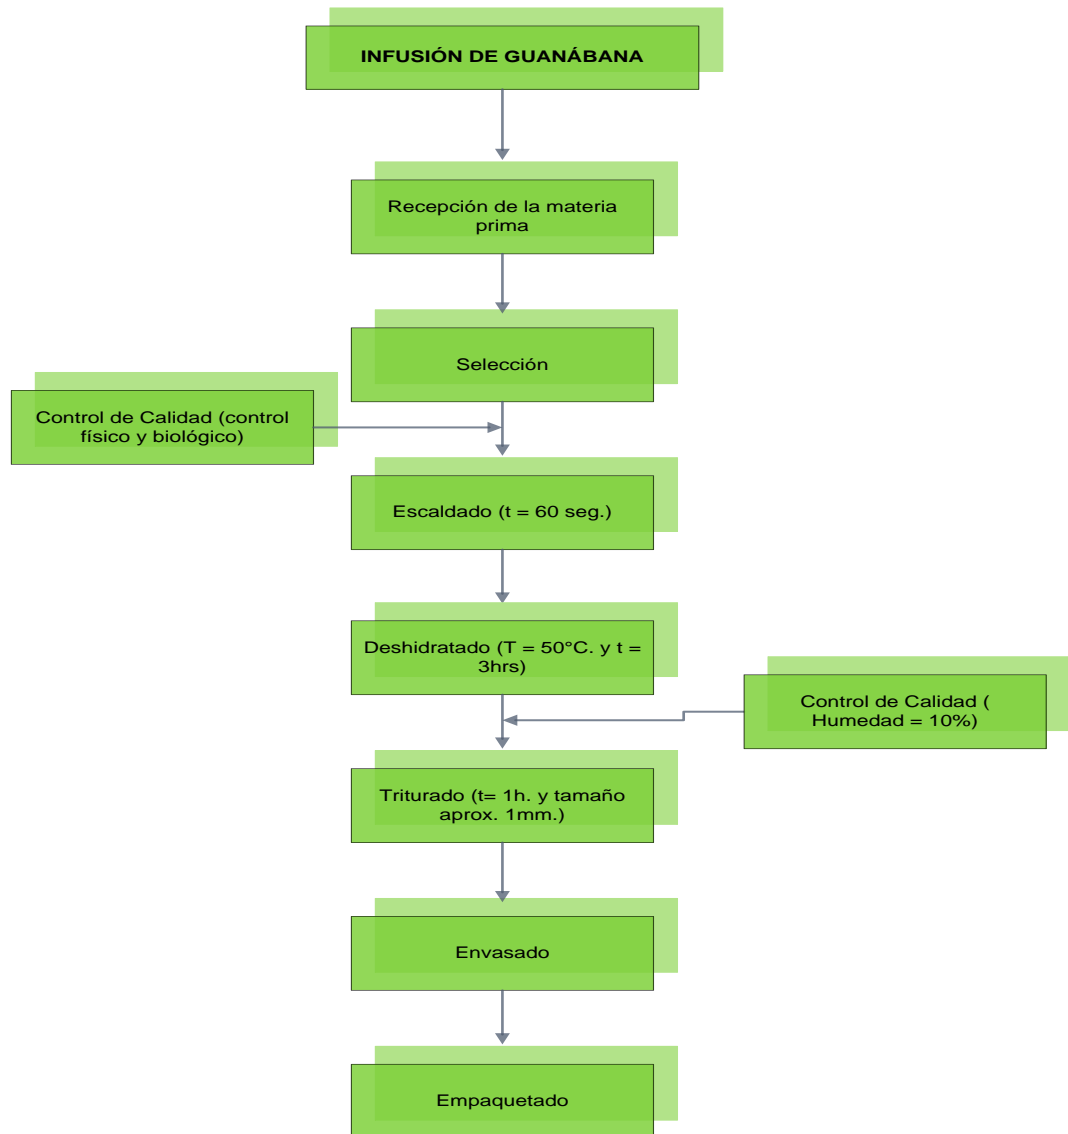 INFUSIÓN DE GUANÁBANA
Recepción de la materia
prima
Selección
Control de Calidad (control
físico y biológico)
Escaldado (t = 60 seg.)
Deshidratado (T = 50°C. y t =
3hrs)
Control de Calidad (
Humedad = 10%)
Triturado (t= 1h. y tamaño
aprox. 1mm.)
Envasado
Empaquetado